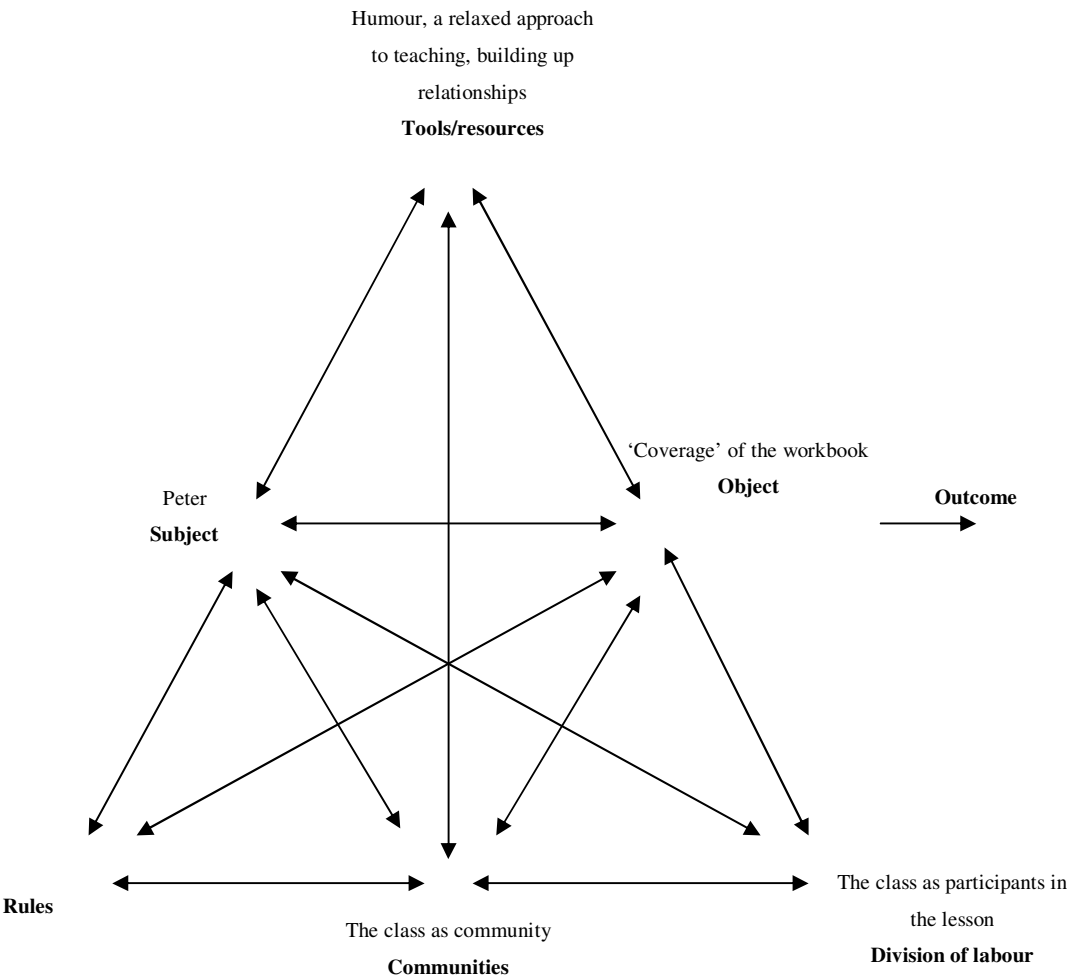 Humour, a relaxed approach
to teaching, building up
relationships
Tools/resources
‘Coverage’ of the workbook
Object
Outcome
Peter
Subject
Rules
The class as community
Communities
The class as participants in
the lesson
Division of labour